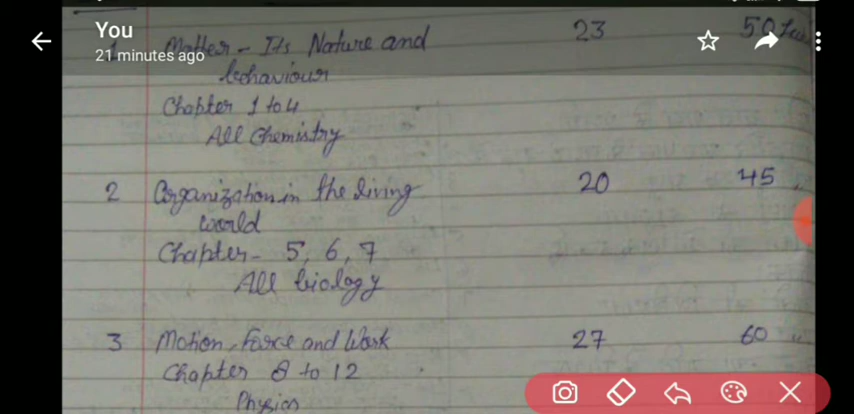 You
21 minutes ago
1 Matter - Its Nature and 23 50
behaviour
Chapter 1 to 4
All Chemistry
2 Organization in the living 20 45 "
world
Chapter - 5, 6, 7
All biology
3 Motion, Force and Work 27 60 "
Chapter 8 to 12
Physics